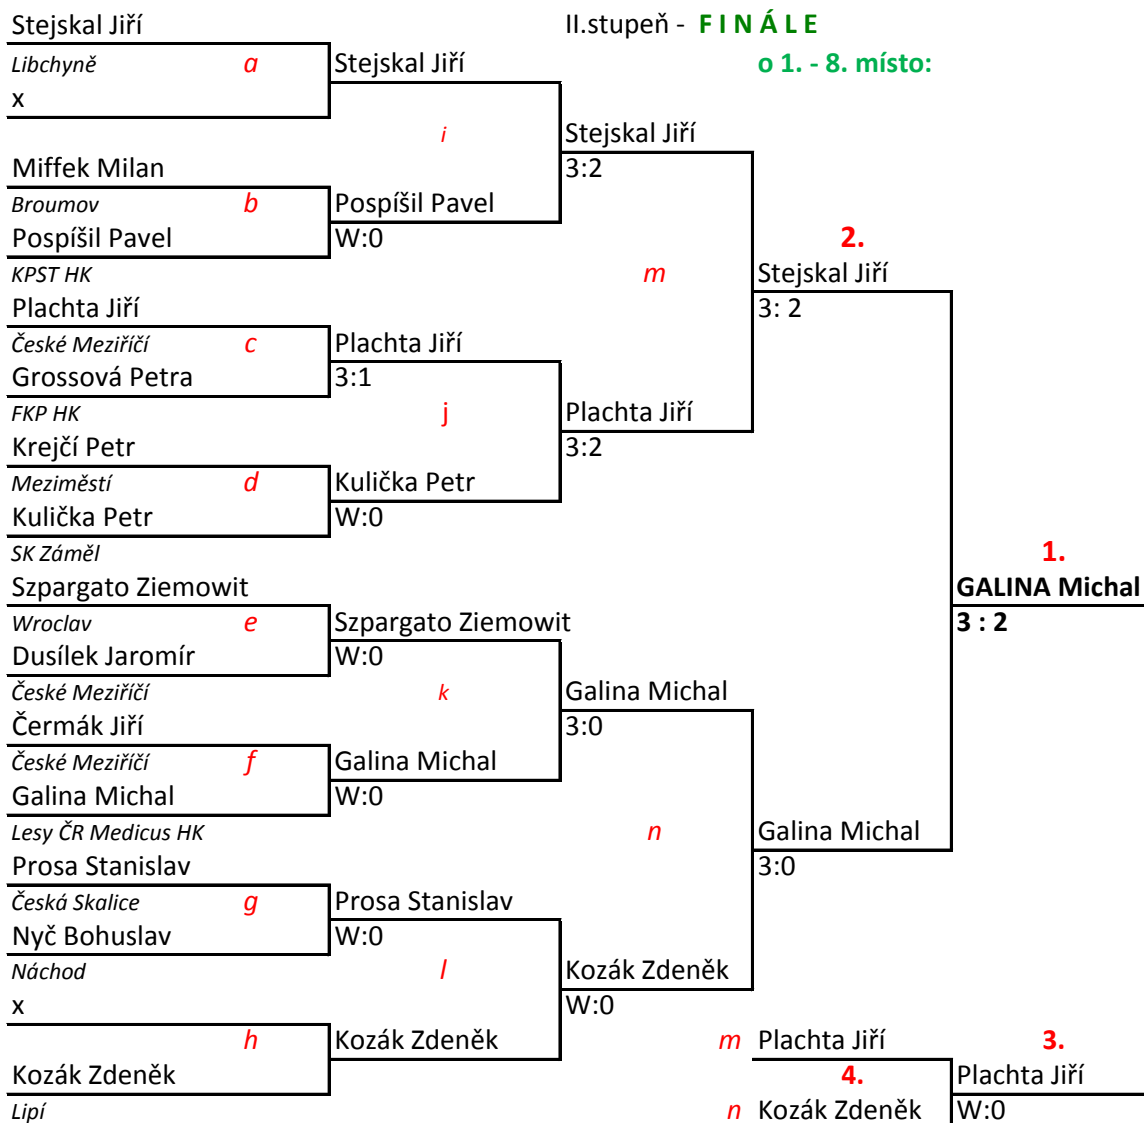 Stejskal Jiří
II.stupeň - F I N Á L E
Libchyně a Stejskal Jiří o 1. - 8. místo:
x
i Stejskal Jiří
Miffek Milan 3:2
Broumov b Pospíšil Pavel
Pospíšil Pavel W:0 2.
KPST HK m Stejskal Jiří
Plachta Jiří 3: 2
České Meziříčí c Plachta Jiří
Grossová Petra 3:1
FKP HK j Plachta Jiří
Krejčí Petr 3:2
Meziměstí d Kulička Petr
Kulička Petr W:0
SK Záměl 1.
Szpargato Ziemowit GALINA Michal
Wroclav e Szpargato Ziemowit 3 : 2
Dusílek Jaromír W:0
České Meziříčí k Galina Michal
Čermák Jiří 3:0
České Meziříčí f Galina Michal
Galina Michal W:0
Lesy ČR Medicus HK n Galina Michal
Prosa Stanislav 3:0
Česká Skalice g Prosa Stanislav
Nyč Bohuslav W:0
Náchod l Kozák Zdeněk
x W:0
h Kozák Zdeněk m Plachta Jiří 3.
Kozák Zdeněk 4. Plachta Jiří
Lipí n Kozák Zdeněk W:0